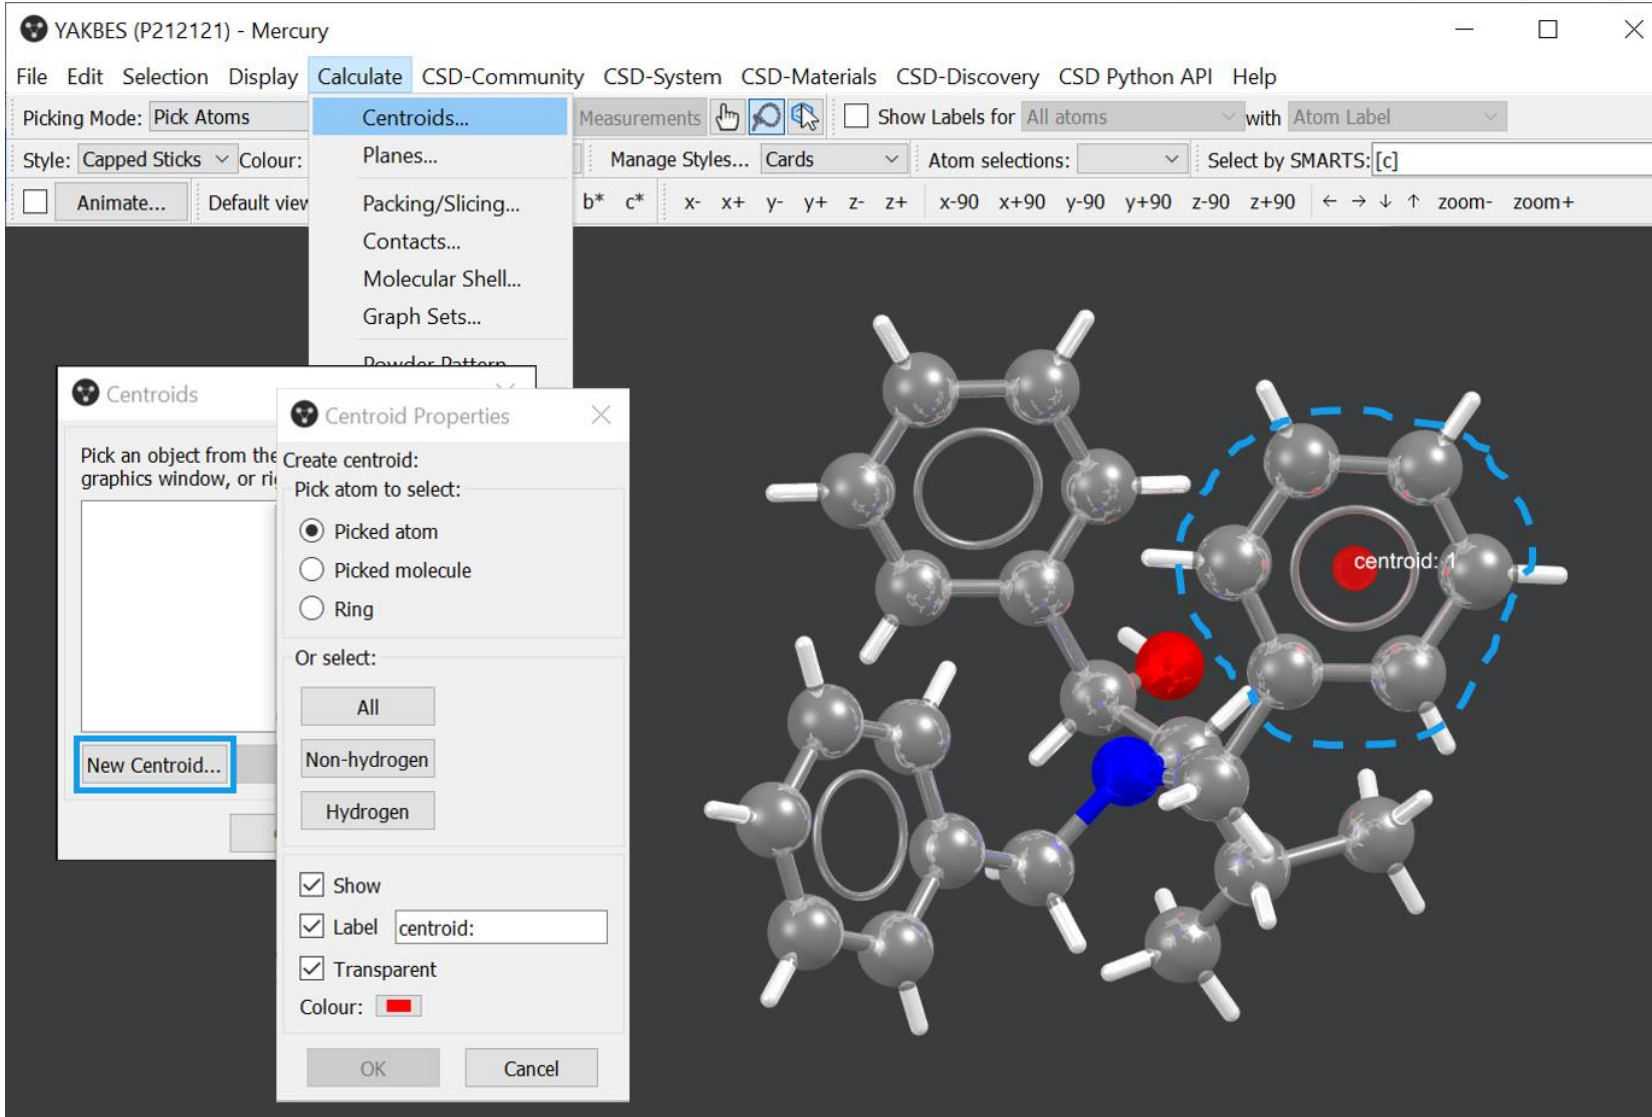 YAKBES (P212121) - Mercury
File Edit Selection Display Calculate CSD-Community CSD-System CSD-Materials CSD-Discovery CSD Python API Help
Picking Mode: Pick Atoms Measurements Show Labels for All atoms with Atom Label
Style: Capped Sticks Colour: Manage Styles... Cards Atom selections: Select by SMARTS: [c]
Animate... Default view b* c* x- x+ y- y+ z- z+ x-90 x+90 y-90 y+90 z-90 z+90 ← → ↓ ↑ zoom- zoom+
Centroids...
Planes...
Packing/Slicing...
Contacts...
Molecular Shell...
Graph Sets...
Powder Pattern
Centroids
Pick an object from the
graphics window, or ri
New Centroid...
Centroid Properties
Create centroid:
Pick atom to select:
Picked atom
Picked molecule
Ring
Or select:
All
Non-hydrogen
Hydrogen
Show
Label centroid:
Transparent
Colour:
OK Cancel
centroid: 1